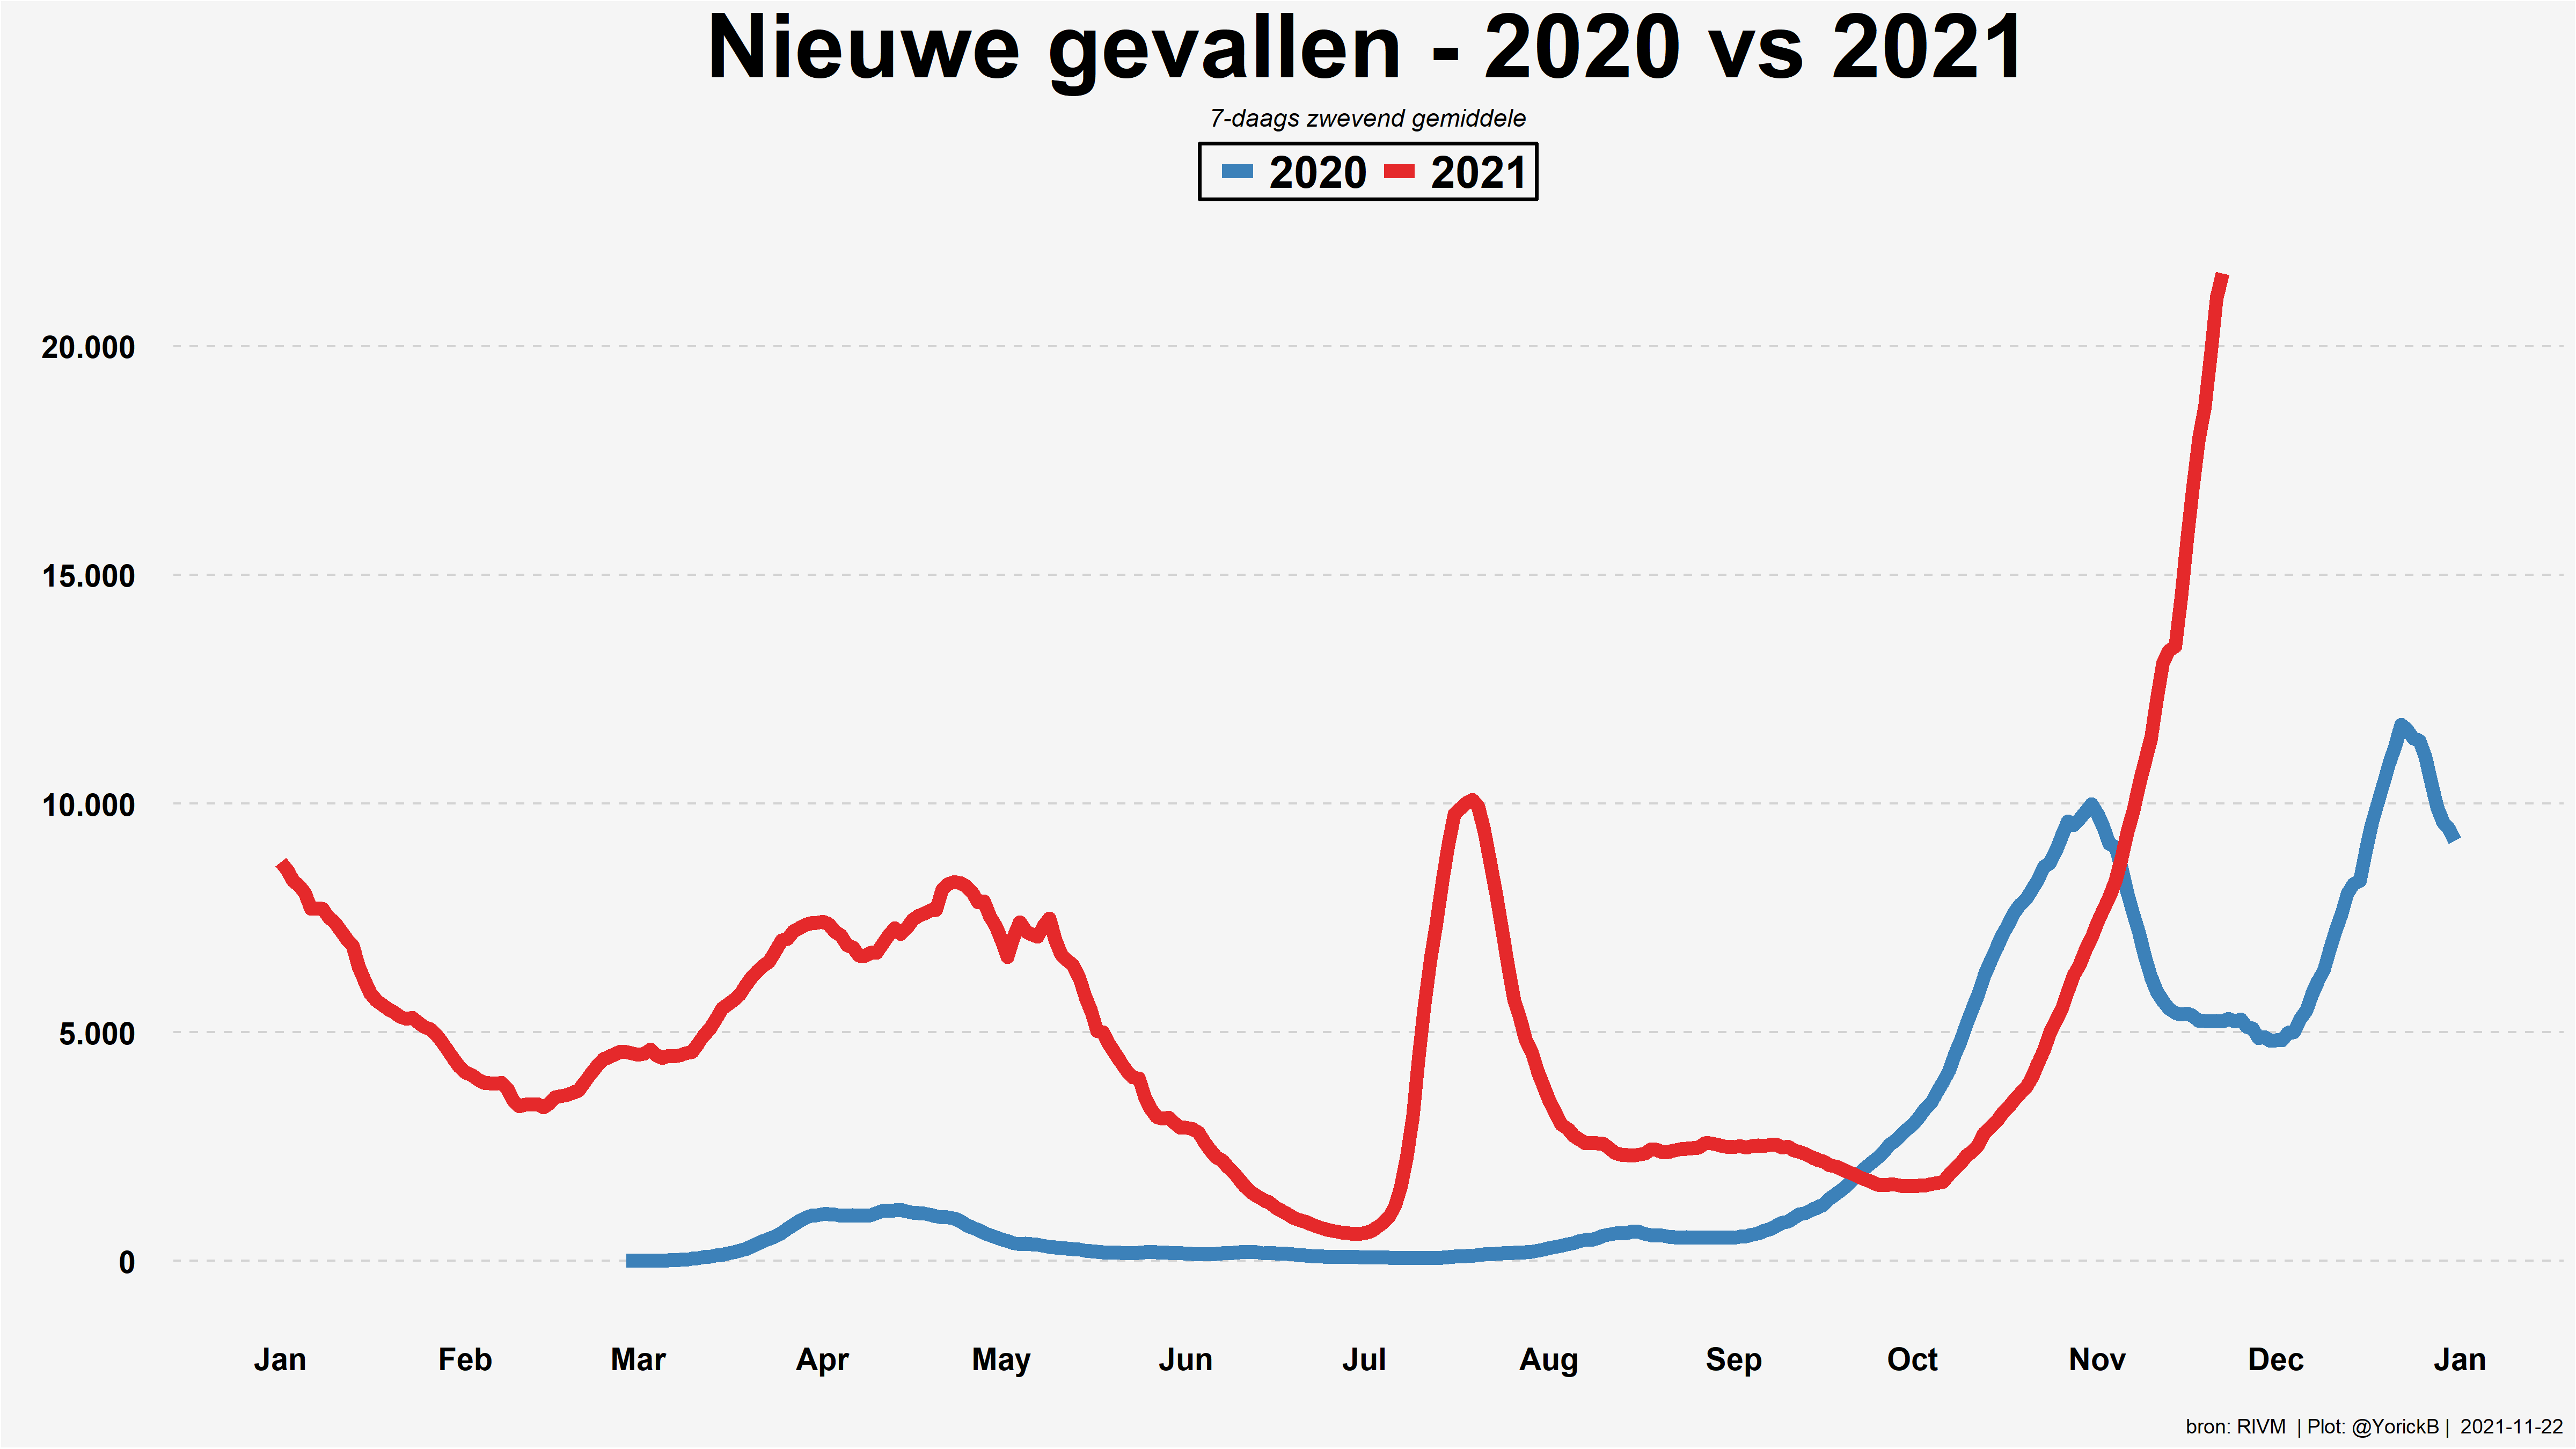 Nieuwe gevallen - 2020 vs 2021
7-daags zwevend gemiddele
2020 2021
20.000
15.000
10.000
5.000
0
Jan Feb Mar Apr May Jun Jul Aug Sep Oct Nov Dec Jan
bron: RIVM | Plot: @YorickB | 2021-11-22